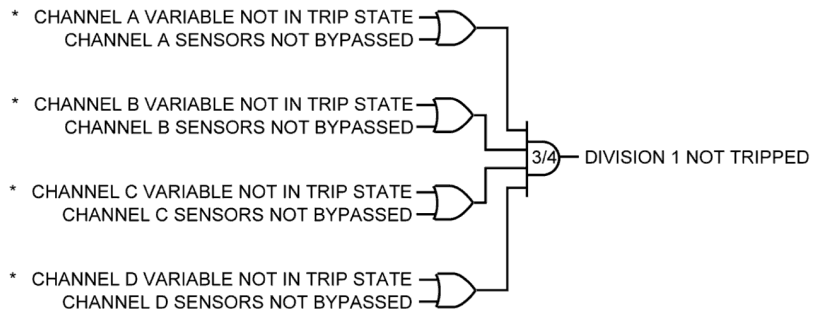 * CHANNEL A VARIABLE NOT IN TRIP STATE
CHANNEL A SENSORS NOT BYPASSED
* CHANNEL B VARIABLE NOT IN TRIP STATE
CHANNEL B SENSORS NOT BYPASSED
3/4 DIVISION 1 NOT TRIPPED
* CHANNEL C VARIABLE NOT IN TRIP STATE
CHANNEL C SENSORS NOT BYPASSED
* CHANNEL D VARIABLE NOT IN TRIP STATE
CHANNEL D SENSORS NOT BYPASSED